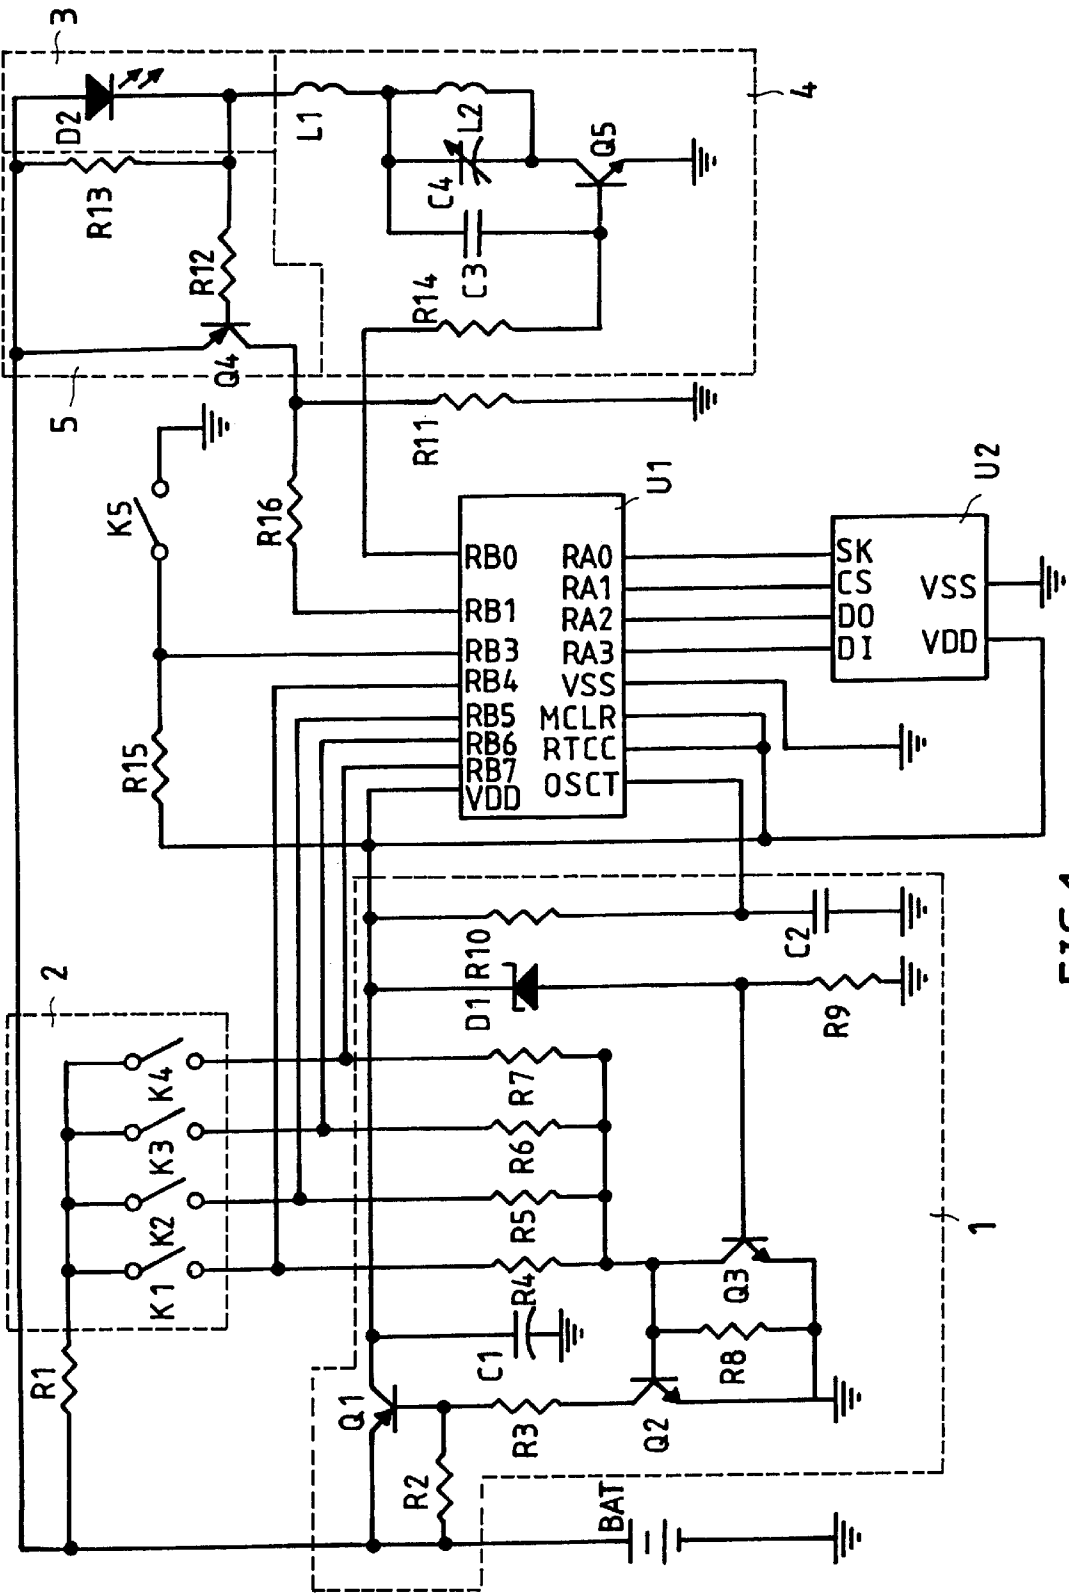 3
D2
R13
L1
4
L2
C4
Q5
R12
C3
R14
Q4
5
R11
K5
R16
U1
U2
RB0
RB1
RB3
RB4
RB5
RB6
RB7
VDD
RA0
RA1
RA2
RA3
VSS
MCLR
RTCC
OSCT
SK
CS
DO
DI
VSS
VDD
R15
2
R10
D1
C2
R9
K4
K3
K2
K1
R7
R6
R5
R4
1
Q3
R8
C1
R1
Q1
R3
Q2
R2
BAT